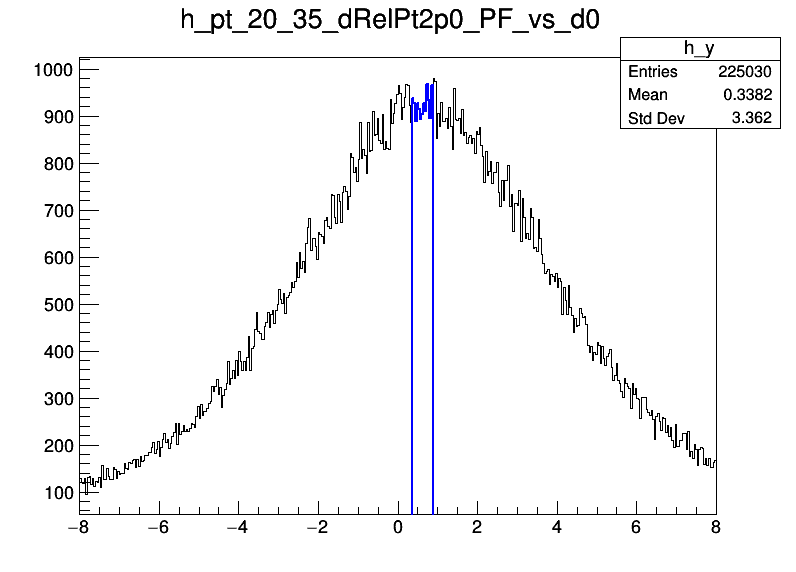 h_pt_20_35_dRelPt2p0_PF_vs_d0
h_y
Entries 225030
Mean 0.3382
Std Dev 3.362
1000
900
800
700
600
500
400
300
200
100
−8 −6 −4 −2 0 2 4 6 8